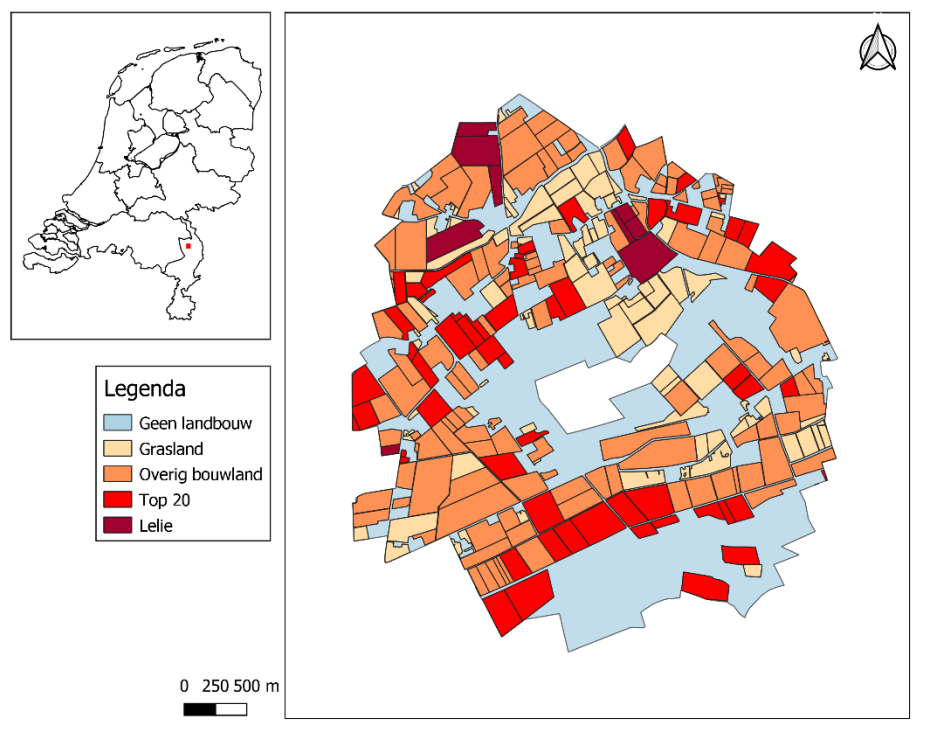 Legenda
Geen landbouw
Grasland
Overig bouwland
Top 20
Lelie
0 250 500 m